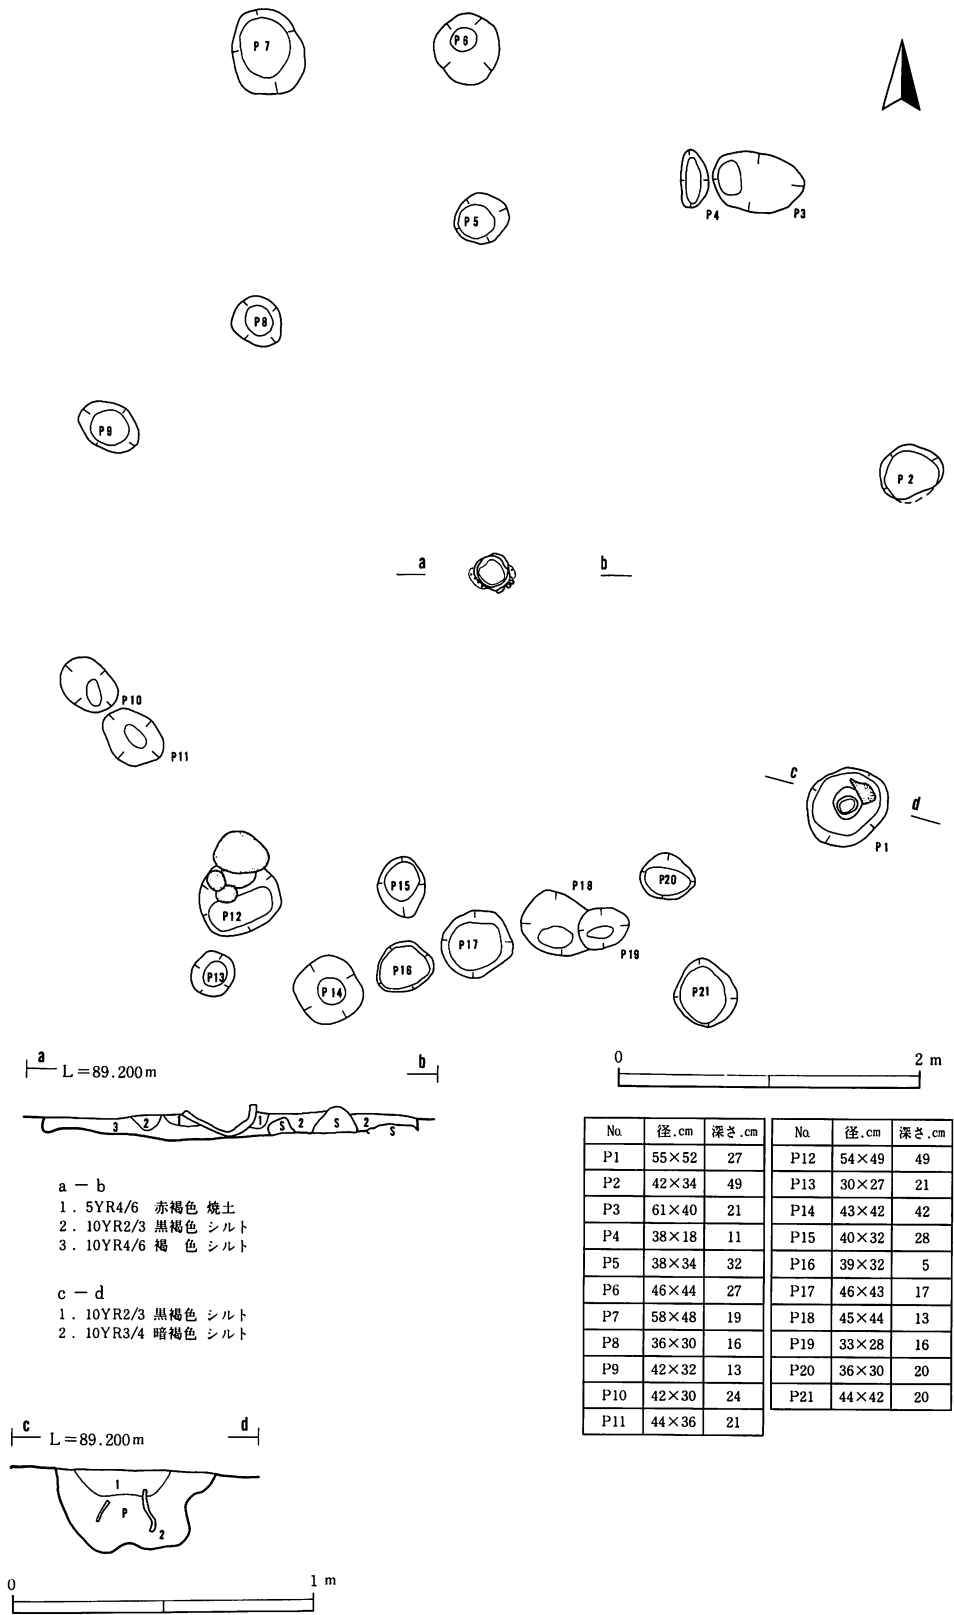 P7
P6
P4
P3
P5
P8
P9
P2
a
b
P10
P11
c
d
P1
P12
P15
P18
P20
P17
P19
P13
P14
P16
P21
a
L=89.200m
b
3 2 1 1 S 2 S 2 S
a-b
1. 5YR4/6 赤褐色 焼土
2. 10YR2/3 黒褐色 シルト
3. 10YR4/6 褐 色 シルト
c-d
1. 10YR2/3 黒褐色 シルト
2. 10YR3/4 暗褐色 シルト
c
L=89.200m
d
1
P
2
0 1 m
0 2 m
No. 径.cm 深さ.cm
P1 55×52 27
P2 42×34 49
P3 61×40 21
P4 38×18 11
P5 38×34 32
P6 46×44 27
P7 58×48 19
P8 36×30 16
P9 42×32 13
P10 42×30 24
P11 44×36 21
No. 径.cm 深さ.cm
P12 54×49 49
P13 30×27 21
P14 43×42 42
P15 40×32 28
P16 39×32 5
P17 46×43 17
P18 45×44 13
P19 33×28 16
P20 36×30 20
P21 44×42 20